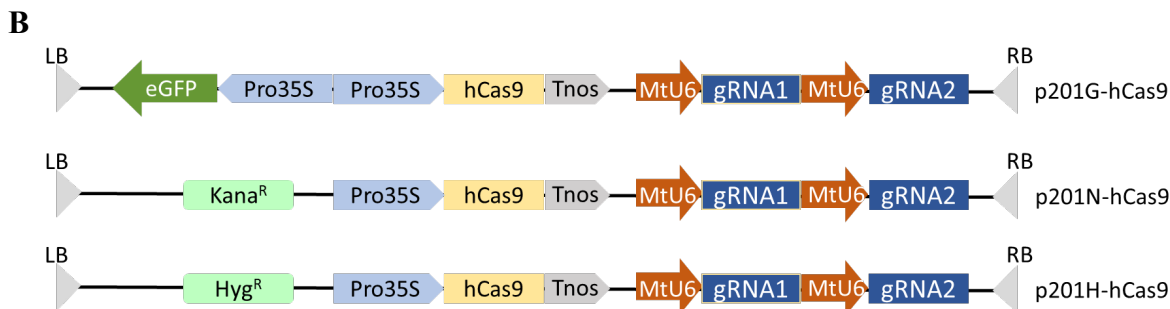 B
LB RB
eGFP Pro35S Pro35S hCas9 Tnos MtU6 gRNA1 MtU6 gRNA2 p201G-hCas9
LB RB
Kanaᴿ Pro35S hCas9 Tnos MtU6 gRNA1 MtU6 gRNA2 p201N-hCas9
LB RB
Hygᴿ Pro35S hCas9 Tnos MtU6 gRNA1 MtU6 gRNA2 p201H-hCas9